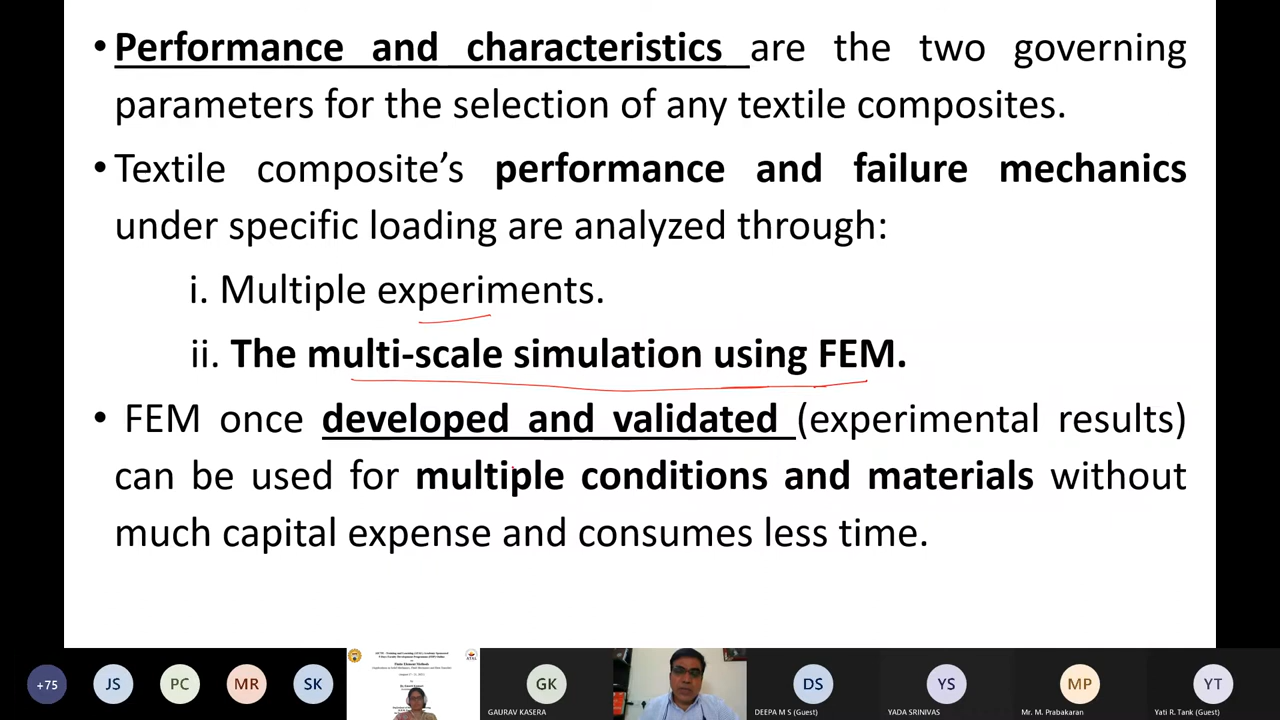 • Performance and characteristics are the two governing
parameters for the selection of any textile composites.
• Textile composite’s performance and failure mechanics
under specific loading are analyzed through:
i. Multiple experiments.
ii. The multi-scale simulation using FEM.
• FEM once developed and validated (experimental results)
can be used for multiple conditions and materials without
much capital expense and consumes less time.
+75
JS
PC
MR
SK
ATAL
Finite Element Methods
GK
GAURAV KASERA
DS
DEEPA M S (Guest)
YS
YADA SRINIVAS
MP
Mr. M. Prabakaran
YT
Yati R. Tank (Guest)